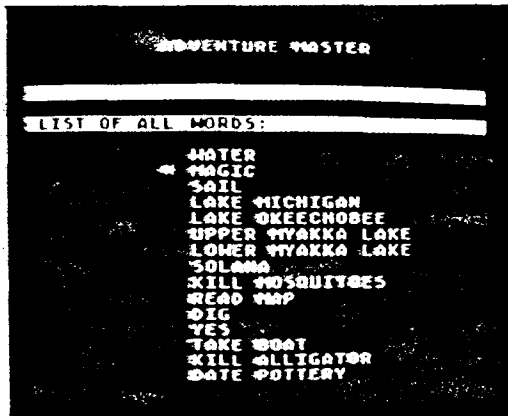 ADVENTURE MASTER
LIST OF ALL WORDS:
WATER
MAGIC
SAIL
LAKE MICHIGAN
LAKE OKEECHOBEE
UPPER MYAKKA LAKE
LOWER MYAKKA LAKE
SOLANA
KILL MOSQUITOES
READ MAP
DIG
YES
TAKE BOAT
KILL ALLIGATOR
DATE POTTERY